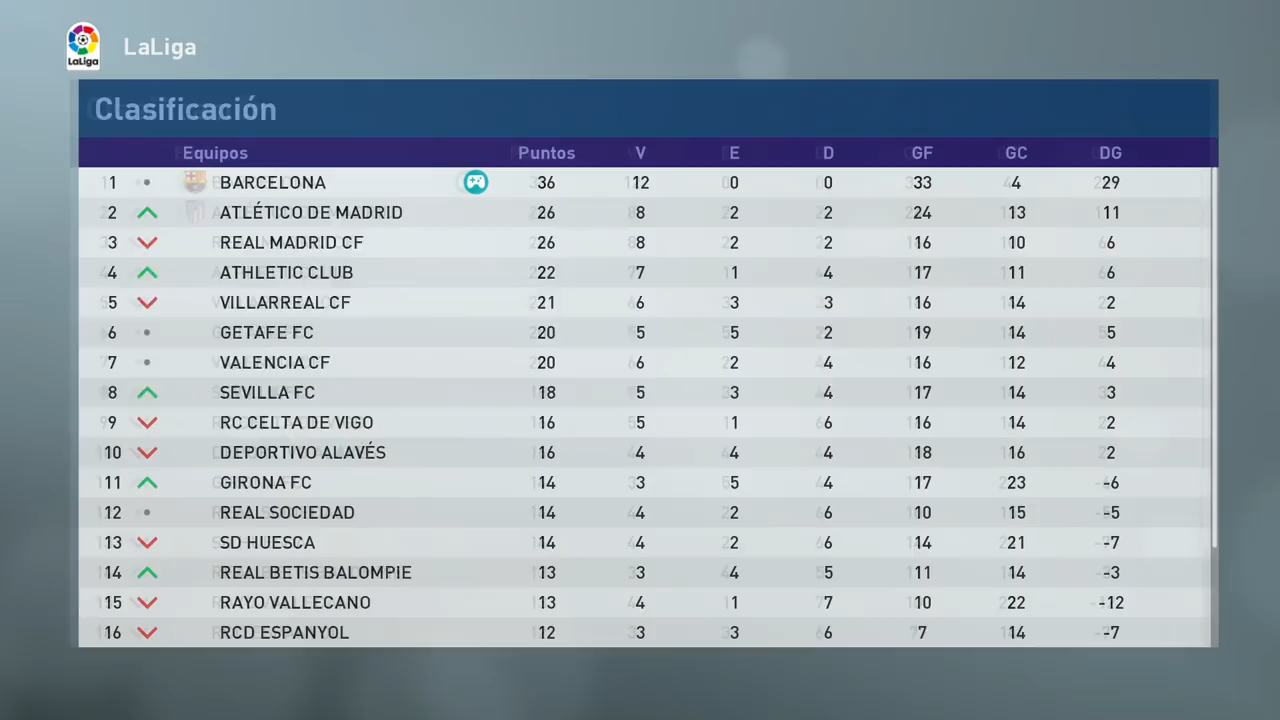 LaLiga
LaLiga
Clasificación
Equipos Puntos V E D GF GC DG
1 BARCELONA 36 12 0 0 33 4 29
2 ATLÉTICO DE MADRID 26 8 2 2 24 13 11
3 REAL MADRID CF 26 8 2 2 16 10 6
4 ATHLETIC CLUB 22 7 1 4 17 11 6
5 VILLARREAL CF 21 6 3 3 16 14 2
6 GETAFE FC 20 5 5 2 19 14 5
7 VALENCIA CF 20 6 2 4 16 12 4
8 SEVILLA FC 18 5 3 4 17 14 3
9 RC CELTA DE VIGO 16 5 1 6 16 14 2
10 DEPORTIVO ALAVÉS 16 4 4 4 18 16 2
11 GIRONA FC 14 3 5 4 17 23 -6
12 REAL SOCIEDAD 14 4 2 6 10 15 -5
13 SD HUESCA 14 4 2 6 14 21 -7
14 REAL BETIS BALOMPIE 13 3 4 5 11 14 -3
15 RAYO VALLECANO 13 4 1 7 10 22 -12
16 RCD ESPANYOL 12 3 3 6 7 14 -7